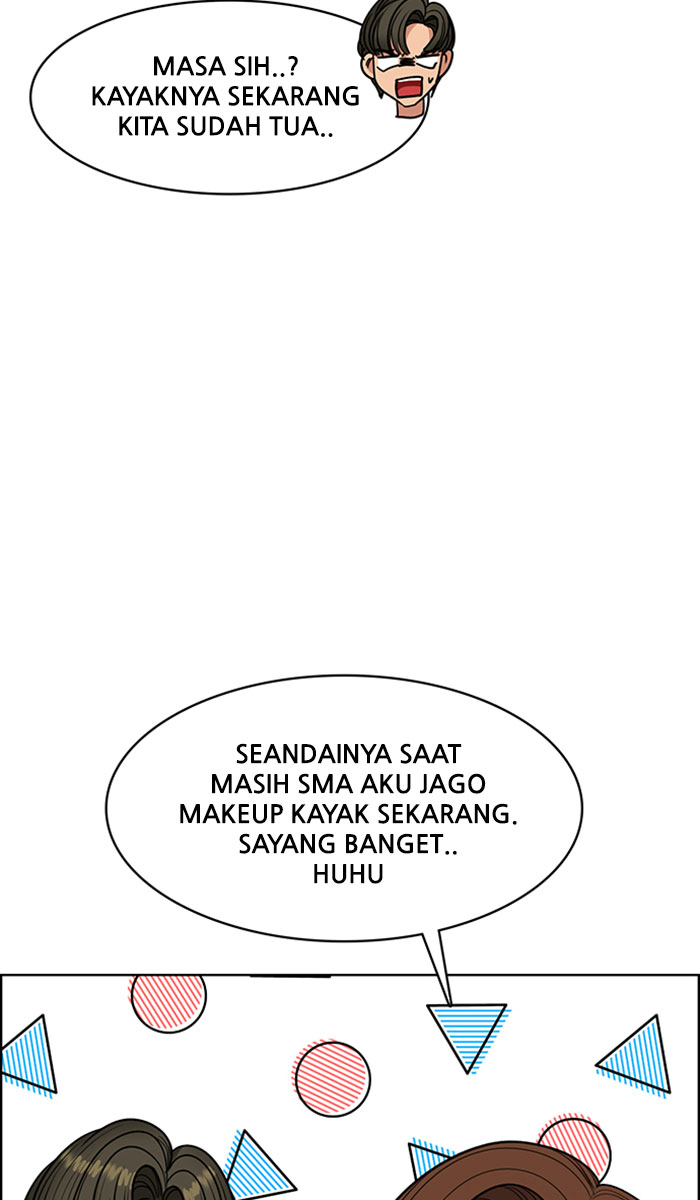 MASA SIH..?
KAYAKNYA SEKARANG
KITA SUDAH TUA..
SEANDAINYA SAAT
MASIH SMA AKU JAGO
MAKEUP KAYAK SEKARANG.
SAYANG BANGET..
HUHU